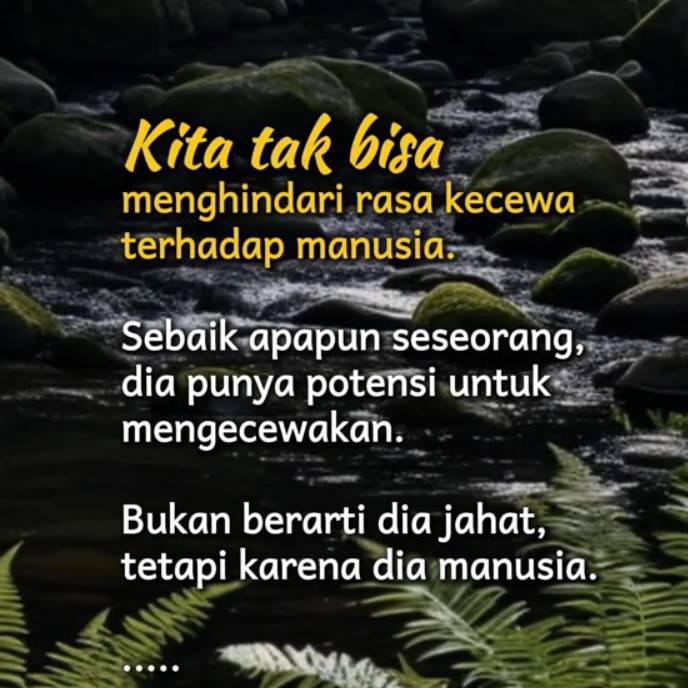 Kita tak bisa
menghindari rasa kecewa
terhadap manusia.
Sebaik apapun seseorang,
dia punya potensi untuk
mengecewakan.
Bukan berarti dia jahat,
tetapi karena dia manusia.
.....